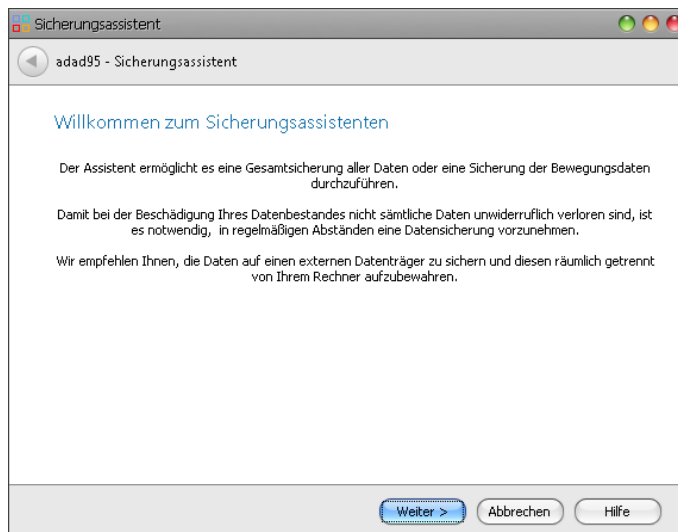 Sicherungsassistent
adad95 - Sicherungsassistent
Willkommen zum Sicherungsassistenten
Der Assistent ermöglicht es eine Gesamtsicherung aller Daten oder eine Sicherung der Bewegungsdaten
durchzuführen.
Damit bei der Beschädigung Ihres Datenbestandes nicht sämtliche Daten unwiderruflich verloren sind, ist
es notwendig, in regelmäßigen Abständen eine Datensicherung vorzunehmen.
Wir empfehlen Ihnen, die Daten auf einen externen Datenträger zu sichern und diesen räumlich getrennt
von Ihrem Rechner aufzubewahren.
Weiter > Abbrechen Hilfe